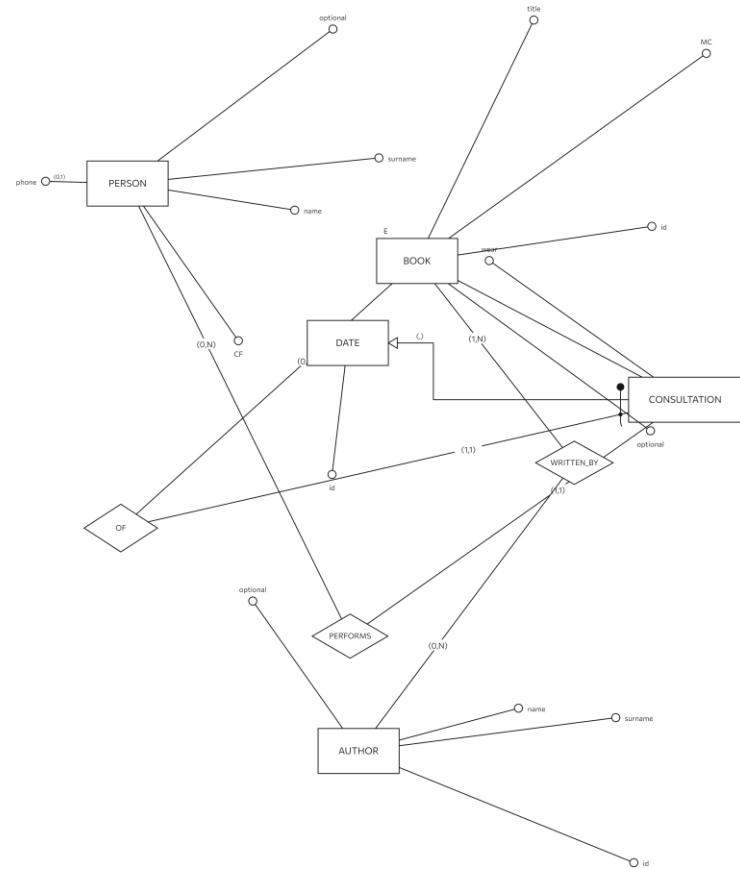 title
optional
MC
surname
phone
(0,1)
PERSON
name
id
E
BOOK
CF
(0,N)
DATE
(,)
(1,N)
(0,
CONSULTATION
optional
(1,1)
WRITTEN_BY
id
(1,1)
OF
optional
PERFORMS
(0,N)
name
surname
AUTHOR
id